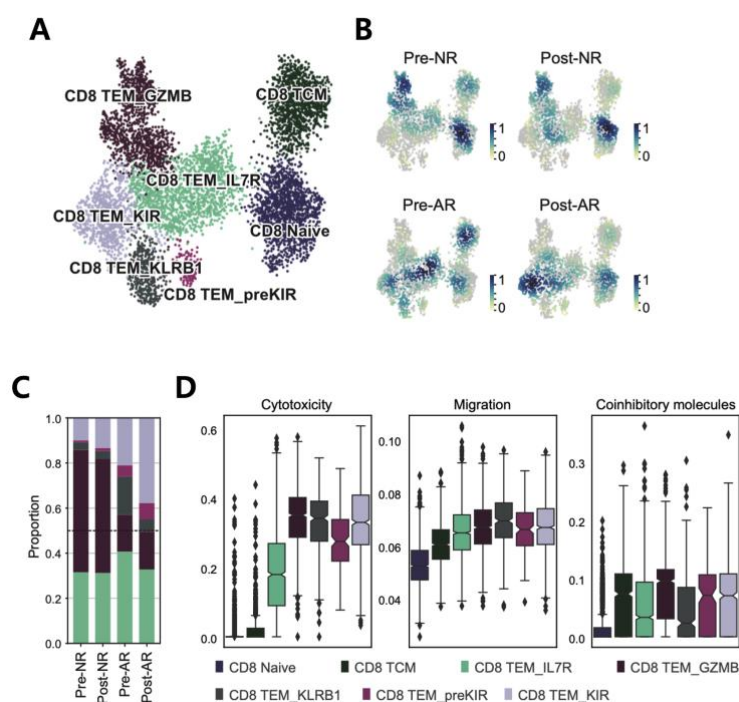 A
CD8 TEM_GZMB
CD8 TCM
CD8 TEM_IL7R
CD8 TEM_KIR
CD8 Naive
CD8 TEM_KLRB1
CD8 TEM_preKIR
B
Pre-NR
Post-NR
1
0
1
0
Pre-AR
Post-AR
1
0
1
0
C
Proportion
1.0
0.8
0.6
0.4
0.2
0.0
Pre-NR
Post-NR
Pre-AR
Post-AR
D
Cytotoxicity
0.6
0.4
0.2
0.0
Migration
0.10
0.08
0.06
0.04
Coinhibitory molecules
0.3
0.2
0.1
0.0
CD8 Naive
CD8 TCM
CD8 TEM_IL7R
CD8 TEM_GZMB
CD8 TEM_KLRB1
CD8 TEM_preKIR
CD8 TEM_KIR